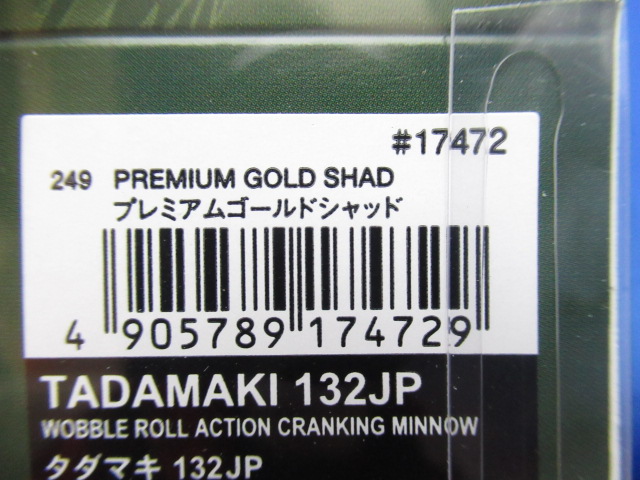 #17472
249 PREMIUM GOLD SHAD
プレミアムゴールドシャッド
4 905789 174729
TADAMAKI 132JP
WOBBLE ROLL ACTION CRANKING MINNOW
タダマキ 132JP